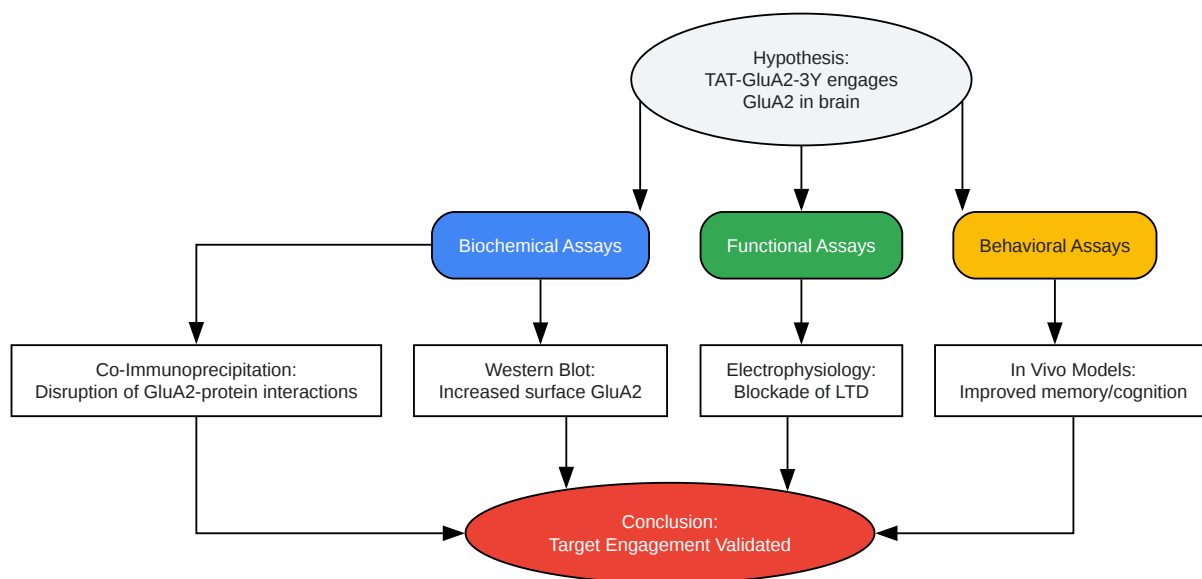 Hypothesis:
TAT-GluA2-3Y engages
GluA2 in brain
Biochemical Assays
Functional Assays
Behavioral Assays
Co-Immunoprecipitation:
Disruption of GluA2-protein interactions
Western Blot:
Increased surface GluA2
Electrophysiology:
Blockade of LTD
In Vivo Models:
Improved memory/cognition
Conclusion:
Target Engagement Validated